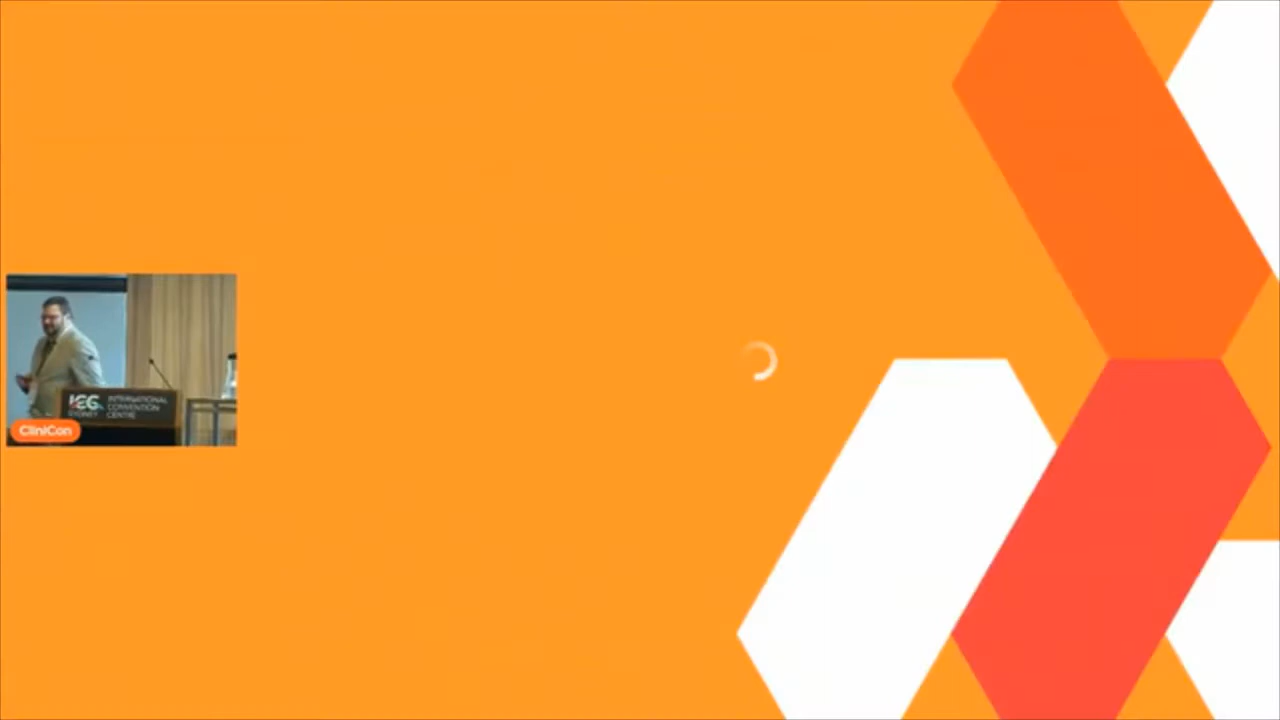 ICC
SYDNEY
INTERNATIONAL
CONVENTION
CENTRE
CliniCon